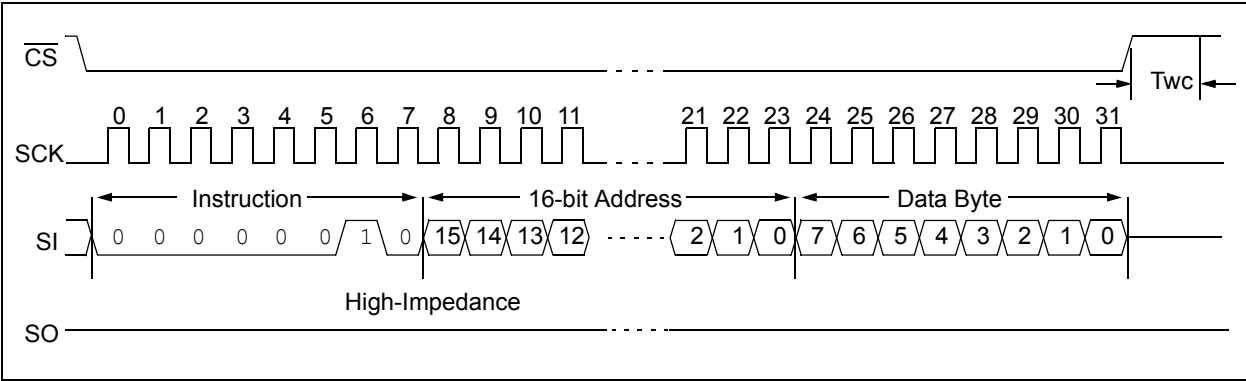 CS
Twc
0 1 2 3 4 5 6 7 8 9 10 11 21 22 23 24 25 26 27 28 29 30 31
SCK
Instruction 16-bit Address Data Byte
SI 0 0 0 0 0 0 1 0 15 14 13 12 2 1 0 7 6 5 4 3 2 1 0
High-Impedance
SO